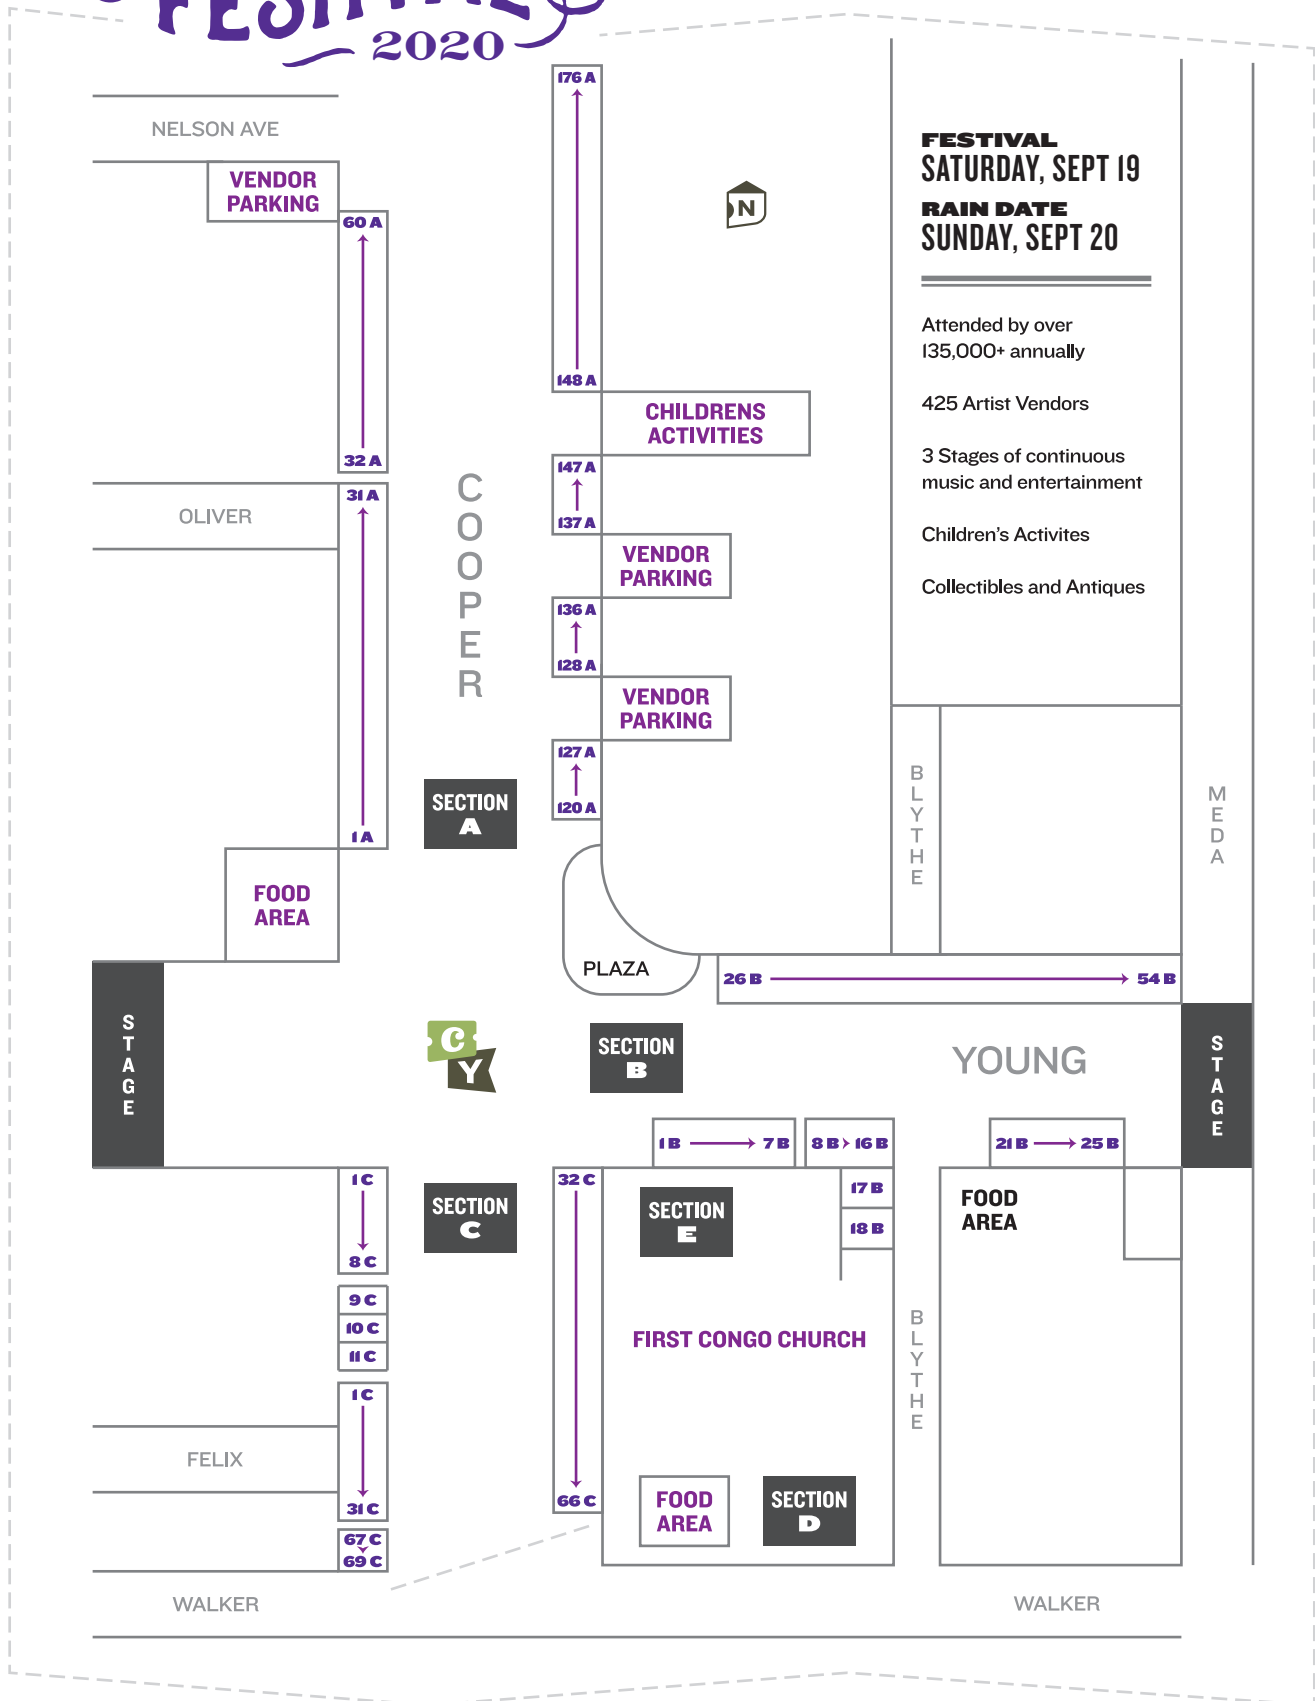 FESTIVAL
2020
NELSON AVE
VENDOR
PARKING
60 A
32 A
OLIVER
31 A
1 A
FOOD
AREA
STAGE
COOPER
176 A
148 A
CHILDRENS
ACTIVITIES
147 A
137 A
VENDOR
PARKING
136 A
128 A
VENDOR
PARKING
127 A
120 A
SECTION
A
N
FESTIVAL
SATURDAY, SEPT 19
RAIN DATE
SUNDAY, SEPT 20
Attended by over
135,000+ annually
425 Artist Vendors
3 Stages of continuous
music and entertainment
Children's Activites
Collectibles and Antiques
BLYTHE
MEDA
PLAZA
26 B
54 B
C
Y
SECTION
B
YOUNG
STAGE
1 B
7 B
8 B
16 B
21 B
25 B
17 B
18 B
FOOD
AREA
1 C
8 C
9 C
10 C
11 C
1 C
31 C
67 C
69 C
SECTION
C
32 C
66 C
SECTION
E
FIRST CONGO CHURCH
BLYTHE
FELIX
FOOD
AREA
SECTION
D
WALKER
WALKER